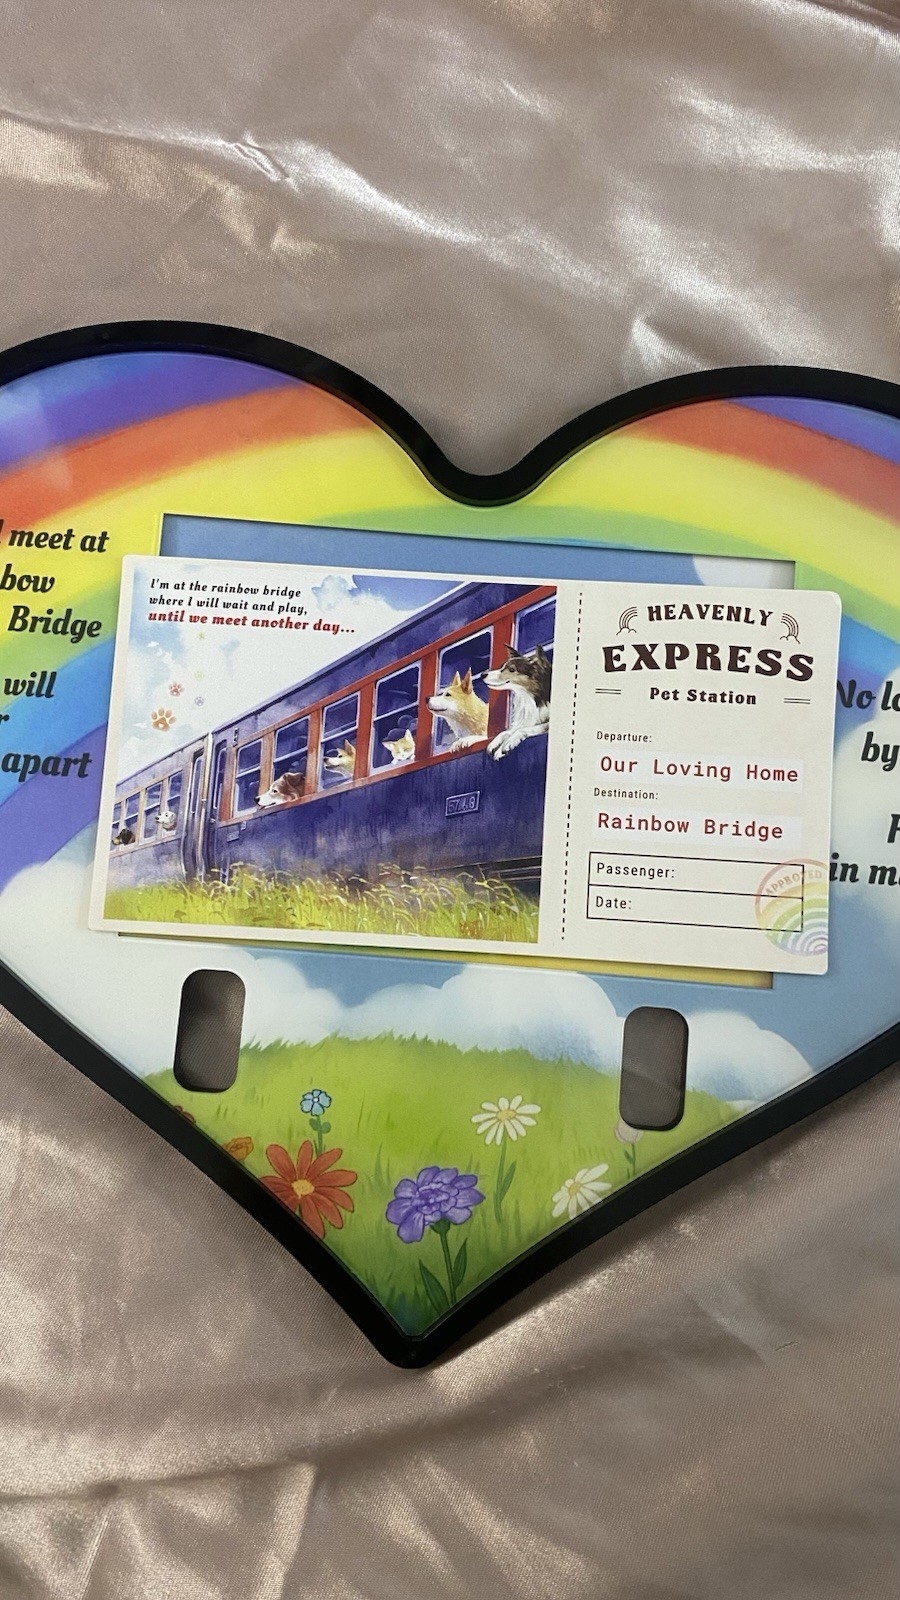 meet at
bow
Bridge
will
apart
I'm at the rainbow bridge
where I will wait and play,
until we meet another day...
HEAVENLY
EXPRESS
Pet Station
Departure:
Our Loving Home
Destination:
Rainbow Bridge
Passenger:
Date:
APPROVED
No lo
by
in m